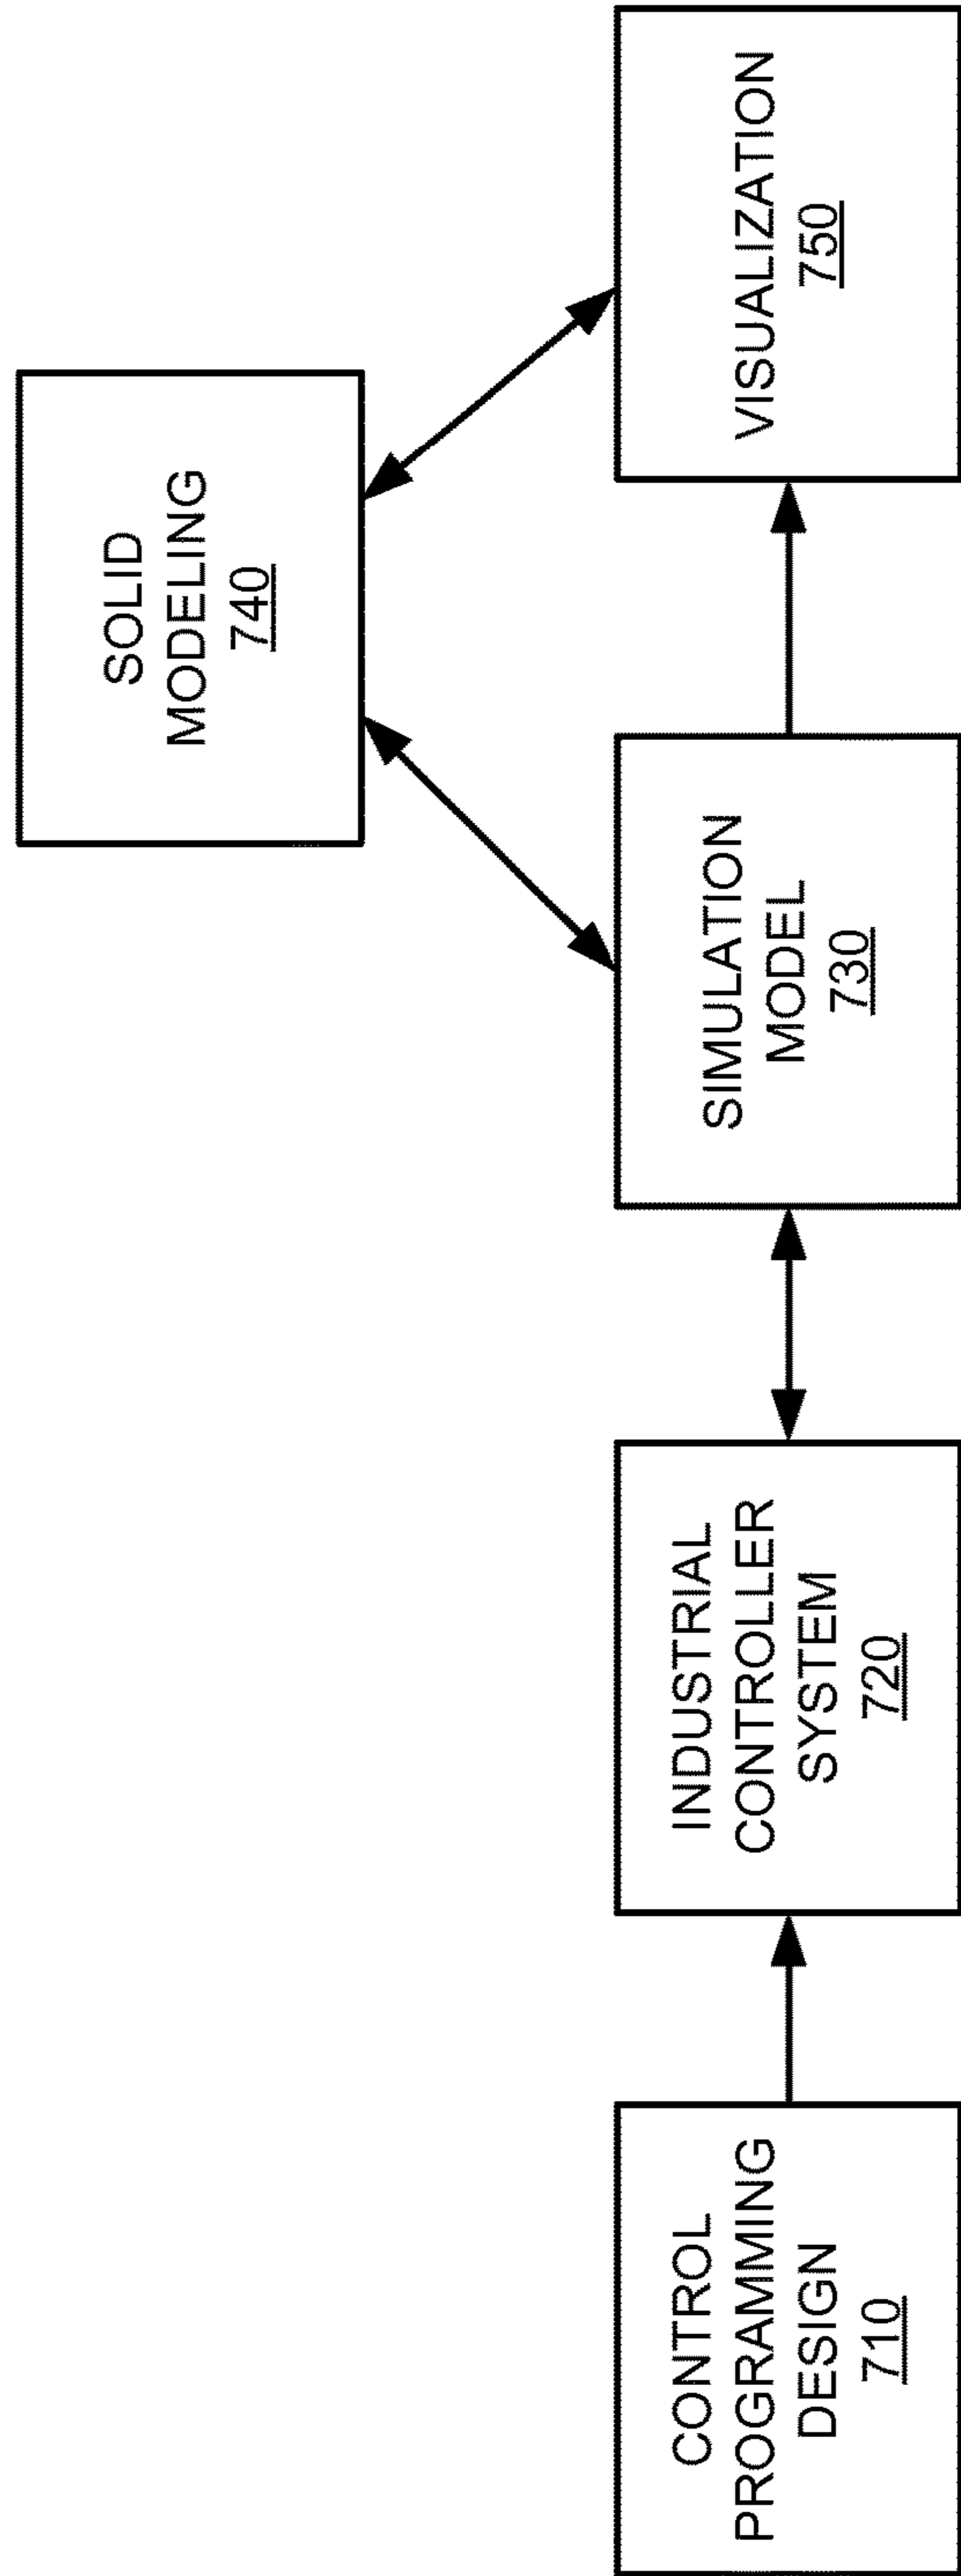 SOLID
MODELING
740
CONTROL
PROGRAMMING
DESIGN
710
INDUSTRIAL
CONTROLLER
SYSTEM
720
SIMULATION
MODEL
730
VISUALIZATION
750